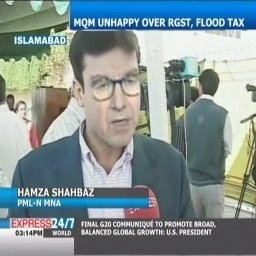 MQM UNHAPPY OVER RGST, FLOOD TAX
ISLAMABAD
HAMZA SHAHBAZ
PML-N MNA
EXPRESS 24/7
03:14PM WORLD
FINAL G20 COMMUNIQUÉ TO PROMOTE BROAD,
BALANCED GLOBAL GROWTH: U.S. PRESIDENT